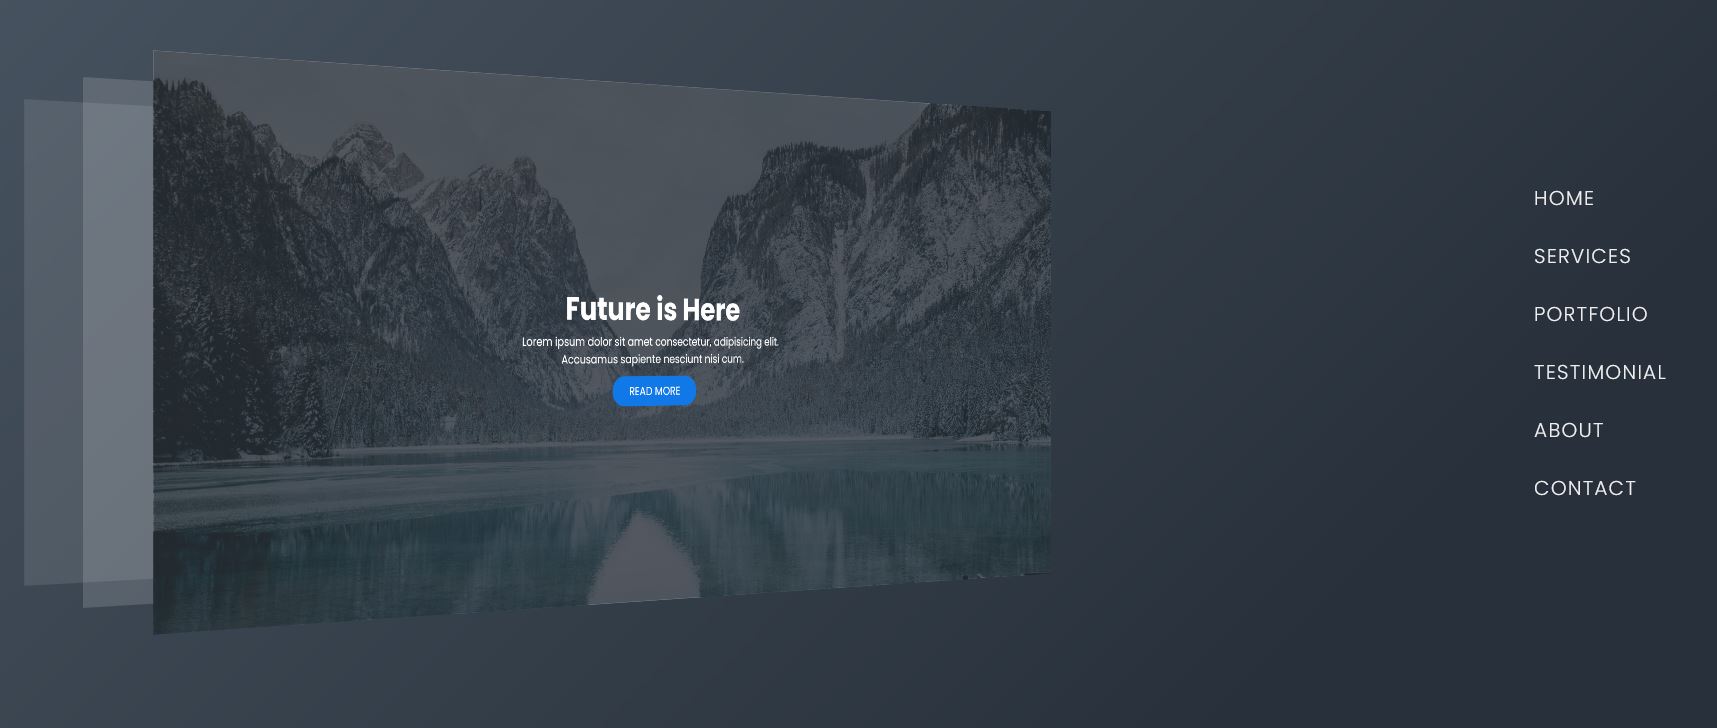 Future is Here
Lorem ipsum dolor sit amet consectetur, adipisicing elit.
Accusamus sapiente nesciunt nisi cum.
READ MORE
HOME
SERVICES
PORTFOLIO
TESTIMONIAL
ABOUT
CONTACT